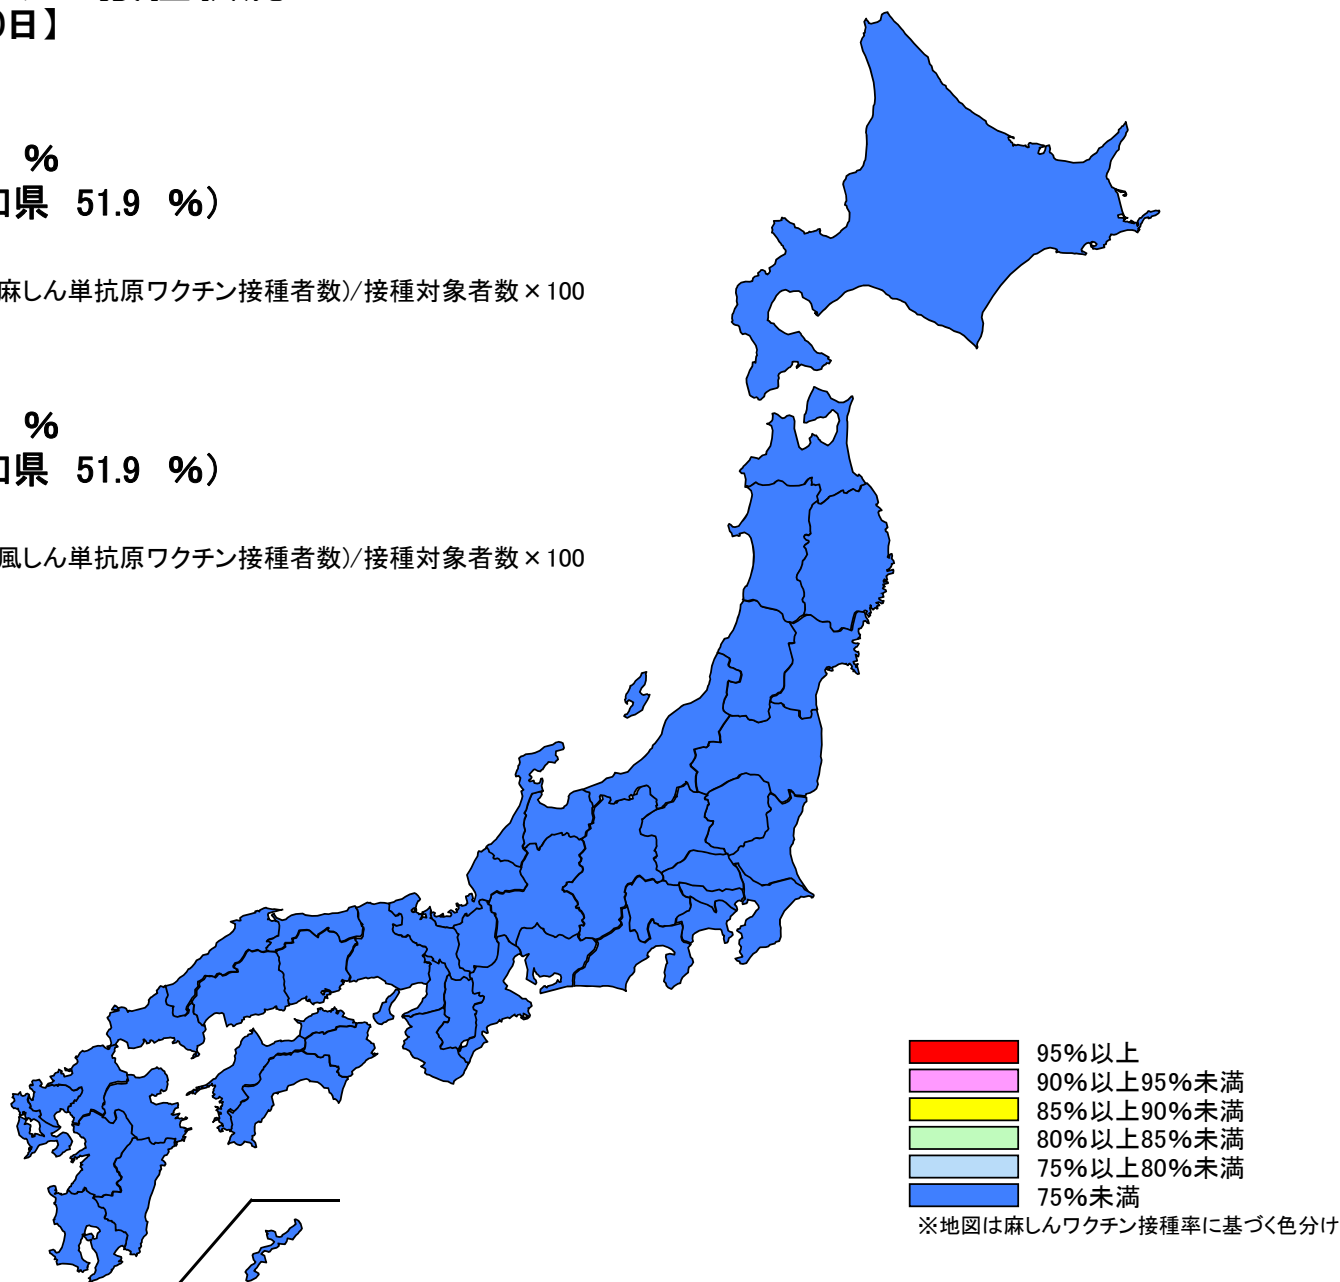 日】
%
県 51.9 %）
麻しん単抗原ワクチン接種者数)/接種対象者数×100
%
県 51.9 %）
風しん単抗原ワクチン接種者数)/接種対象者数×100
95%以上
90%以上95%未満
85%以上90%未満
80%以上85%未満
75%以上80%未満
75%未満
※地図は麻しんワクチン接種率に基づく色分け